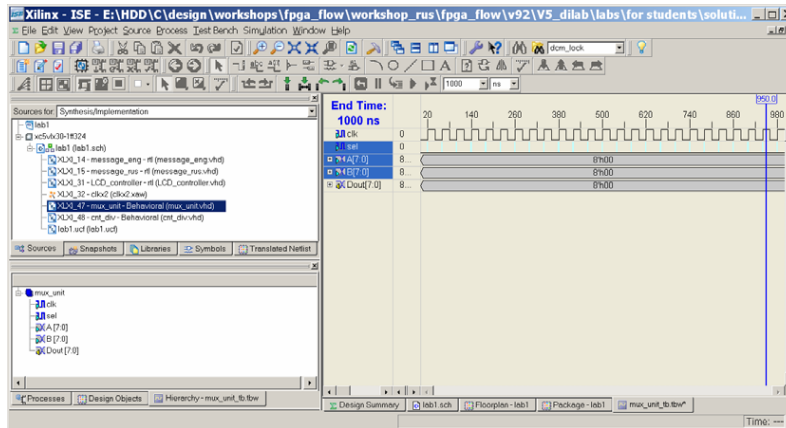 Xilinx - ISE - E:\HDD\C\design\workshops\fpga_flow\workshop_rus\fpga_flow\v92\V5_dilab\labs\for students\soluti...
File Edit View Project Source Process TestBench Simulation Window Help
dcm_lock
1000 ns
Sources for: Synthesis/Implementation
lab1
xc5vlx30-1ff324
lab1 (lab1.sch)
XLXI_14 - message_eng - rtl (message_eng.vhd)
XLXI_15 - message_rus - rtl (message_rus.vhd)
XLXI_31 - LCD_controller - rtl (LCD_controller.vhd)
XLXI_32 - clkx2 (clkx2.xaw)
XLXI_47 - mux_unit - Behavioral (mux_unit.vhd)
XLXI_48 - cnt_div - Behavioral (cnt_div.vhd)
lab1.ucf (lab1.ucf)
Sources Snapshots Libraries Symbols Translated Netlist
mux_unit
clk
sel
A [7:0]
B [7:0]
Dout [7:0]
Processes Design Objects Hierarchy - mux_unit_tb.tbw
950.0
End Time:
1000 ns
20 140 260 380 500 620 740 860 980
clk 0
sel 0
A[7:0] 8... 8'h00
B[7:0] 8... 8'h00
Dout[7:0] 8... 8'h00
Design Summary lab1.sch Floorplan - lab1 Package - lab1 mux_unit_tb.tbw*
Time: ---